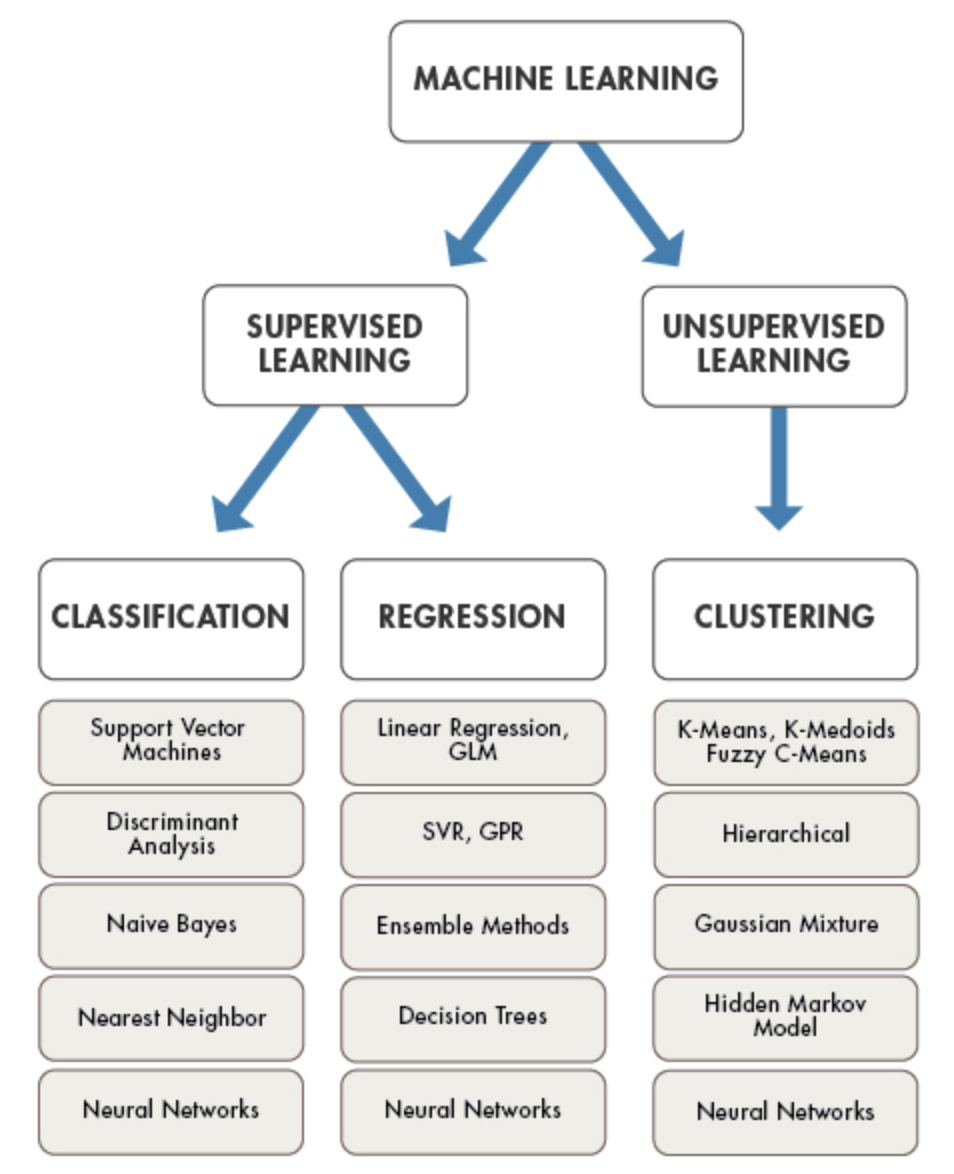 MACHINE LEARNING
SUPERVISED
LEARNING
UNSUPERVISED
LEARNING
CLASSIFICATION
REGRESSION
CLUSTERING
Support Vector
Machines
Linear Regression,
GLM
K-Means, K-Medoids
Fuzzy C-Means
Discriminant
Analysis
SVR, GPR
Hierarchical
Naive Bayes
Ensemble Methods
Gaussian Mixture
Nearest Neighbor
Decision Trees
Hidden Markov
Model
Neural Networks
Neural Networks
Neural Networks